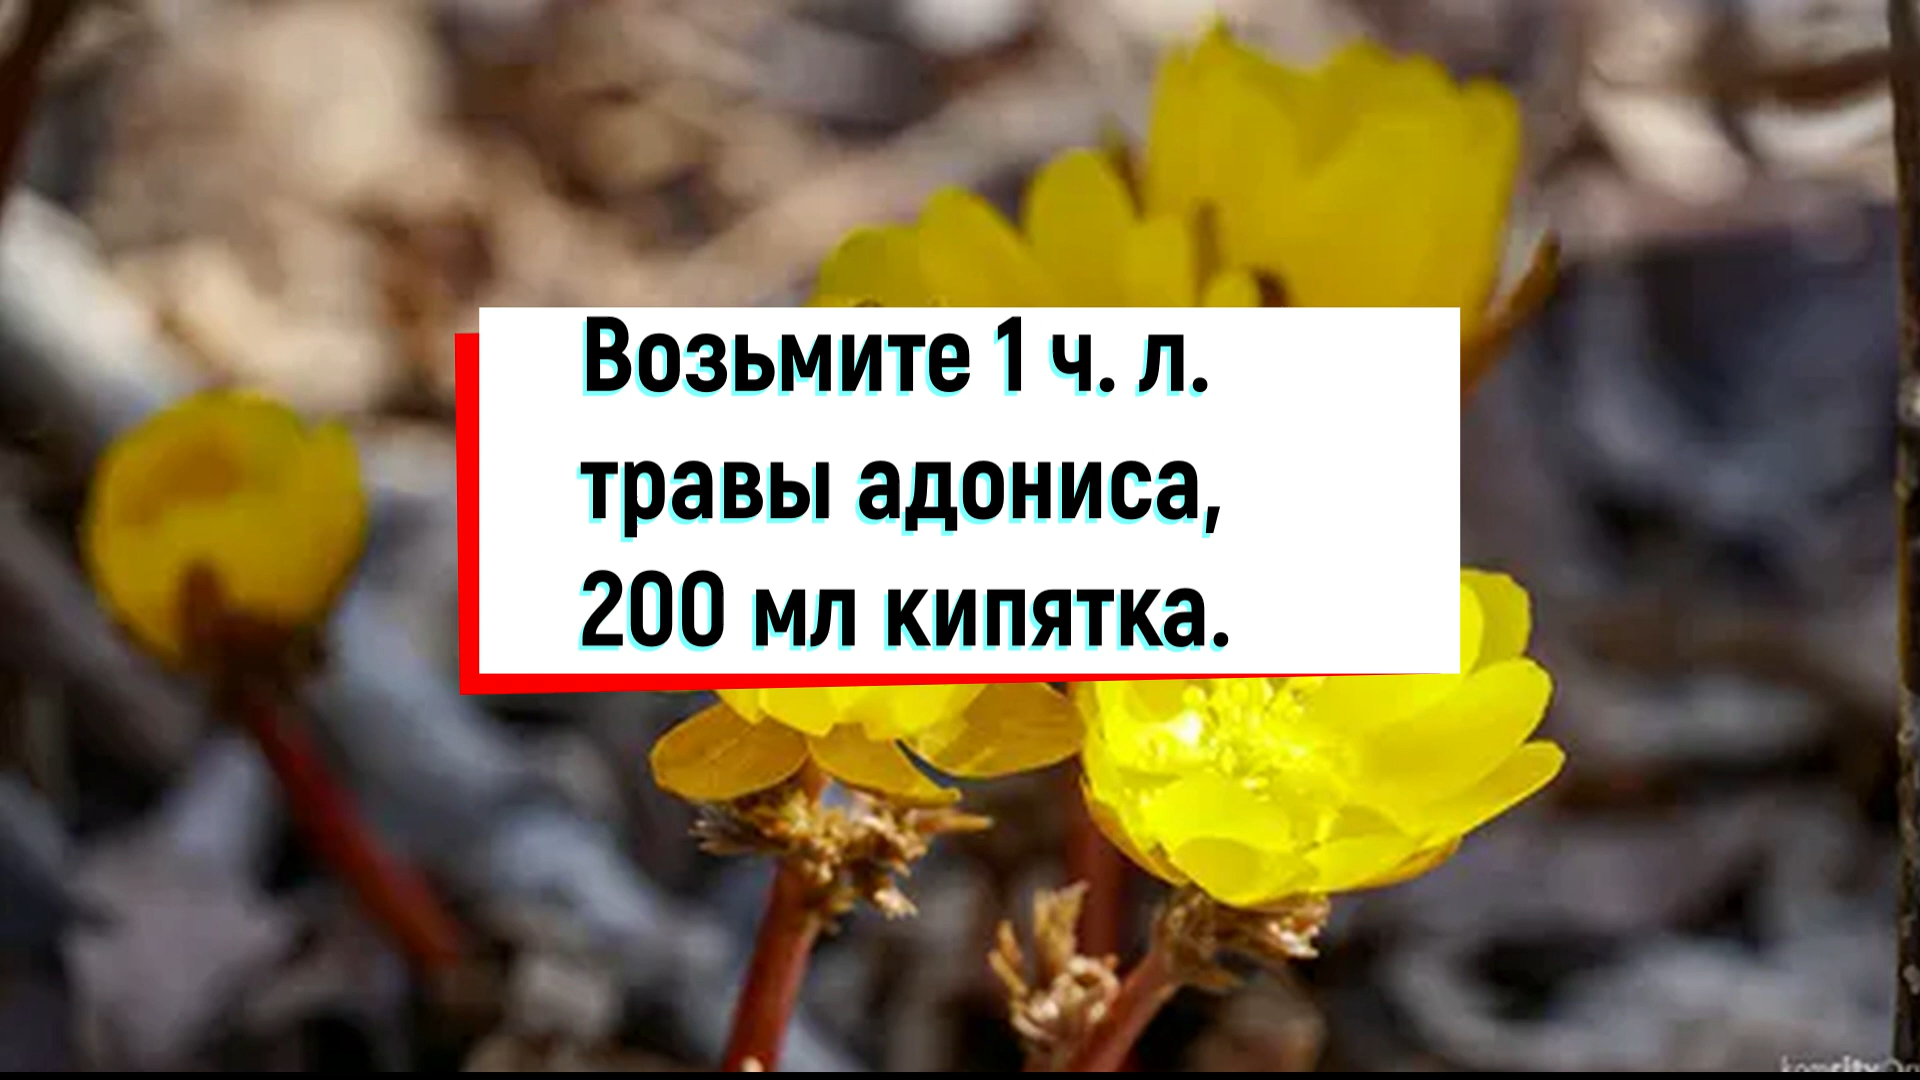 Возьмите 1 ч. л.
травы адониса,
200 мл кипятка.